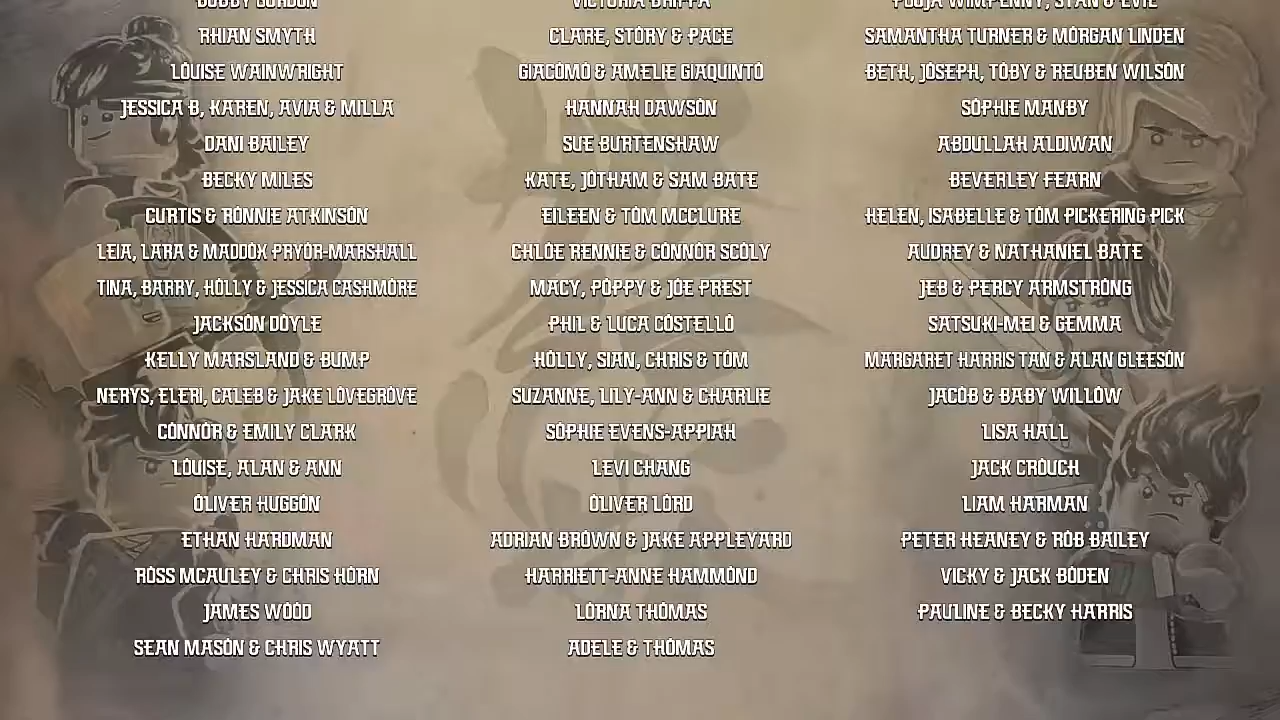 BOBBY GORDON
RHIAN SMYTH
LOUISE WAINWRIGHT
JESSICA B, KAREN, AVIA & MILLA
DANI BAILEY
BECKY MILES
CURTIS & RONNIE ATKINSON
LEIA, LARA & MADDOX PRYOR-MARSHALL
TINA, BARRY, HOLLY & JESSICA CASHMORE
JACKSON DOYLE
KELLY MARSLAND & BUMP
NERYS, ELERI, CALEB & JAKE LOVEGROVE
CONNOR & EMILY CLARK
LOUISE, ALAN & ANN
OLIVER HUGGON
ETHAN HARDMAN
ROSS MCAULEY & CHRIS HORN
JAMES WOOD
SEAN MASON & CHRIS WYATT
VICTORIA BRIFFA
CLARE, STORY & PACE
GIACOMO & AMELIE GIAQUINTO
HANNAH DAWSON
SUE BURTENSHAW
KATE, JOTHAM & SAM BATE
EILEEN & TOM MCCLURE
CHLOE RENNIE & CONNOR SCOLY
MACY, POPPY & JOE PREST
PHIL & LUCA COSTELLO
HOLLY, SIAN, CHRIS & TOM
SUZANNE, LILY-ANN & CHARLIE
SOPHIE EVENS-APPIAH
LEVI CHANG
OLIVER LORD
ADRIAN BROWN & JAKE APPLEYARD
HARRIETT-ANNE HAMMOND
LORNA THOMAS
ADELE & THOMAS
POOJA WIMPENNY, STAN & EVIE
SAMANTHA TURNER & MORGAN LINDEN
BETH, JOSEPH, TOBY & REUBEN WILSON
SOPHIE MANBY
ABDULLAH ALDIWAN
BEVERLEY FEARN
HELEN, ISABELLE & TOM PICKERING PICK
AUDREY & NATHANIEL BATE
JEB & PERCY ARMSTRONG
SATSUKI-MEI & GEMMA
MARGARET HARRIS TAN & ALAN GLEESON
JACOB & BABY WILLOW
LISA HALL
JACK CROUCH
LIAM HARMAN
PETER HEANEY & ROB BAILEY
VICKY & JACK BODEN
PAULINE & BECKY HARRIS